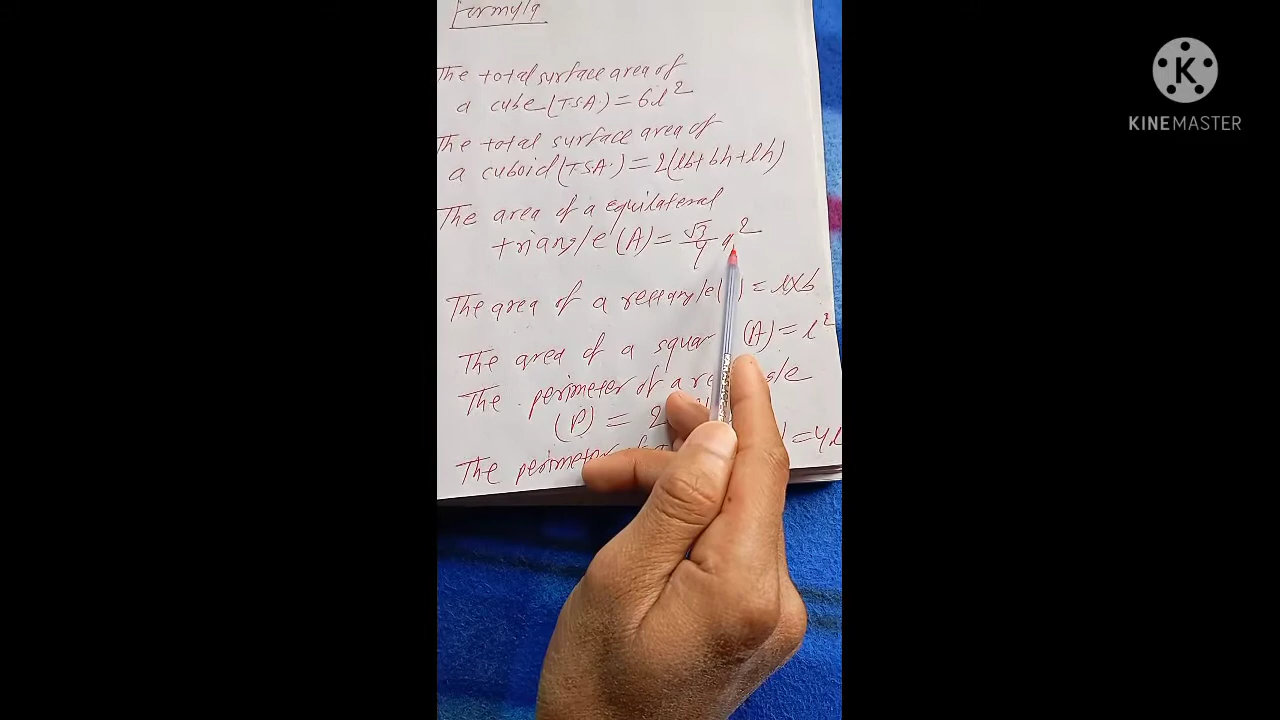 Formula
The total surface area of
a cube (T.S.A.) = 6l²
The total surface area of
a cuboid (T.S.A.) = 2(lb+bh+lh)
The area of a equilateral
triangle (A) = √3/4 a²
The area of a rectangle ( ) = l×b
The area of a squar (A) = l²
The perimeter of a re
(P) = 2
The perimeter of = 4l
K
KINEMASTER